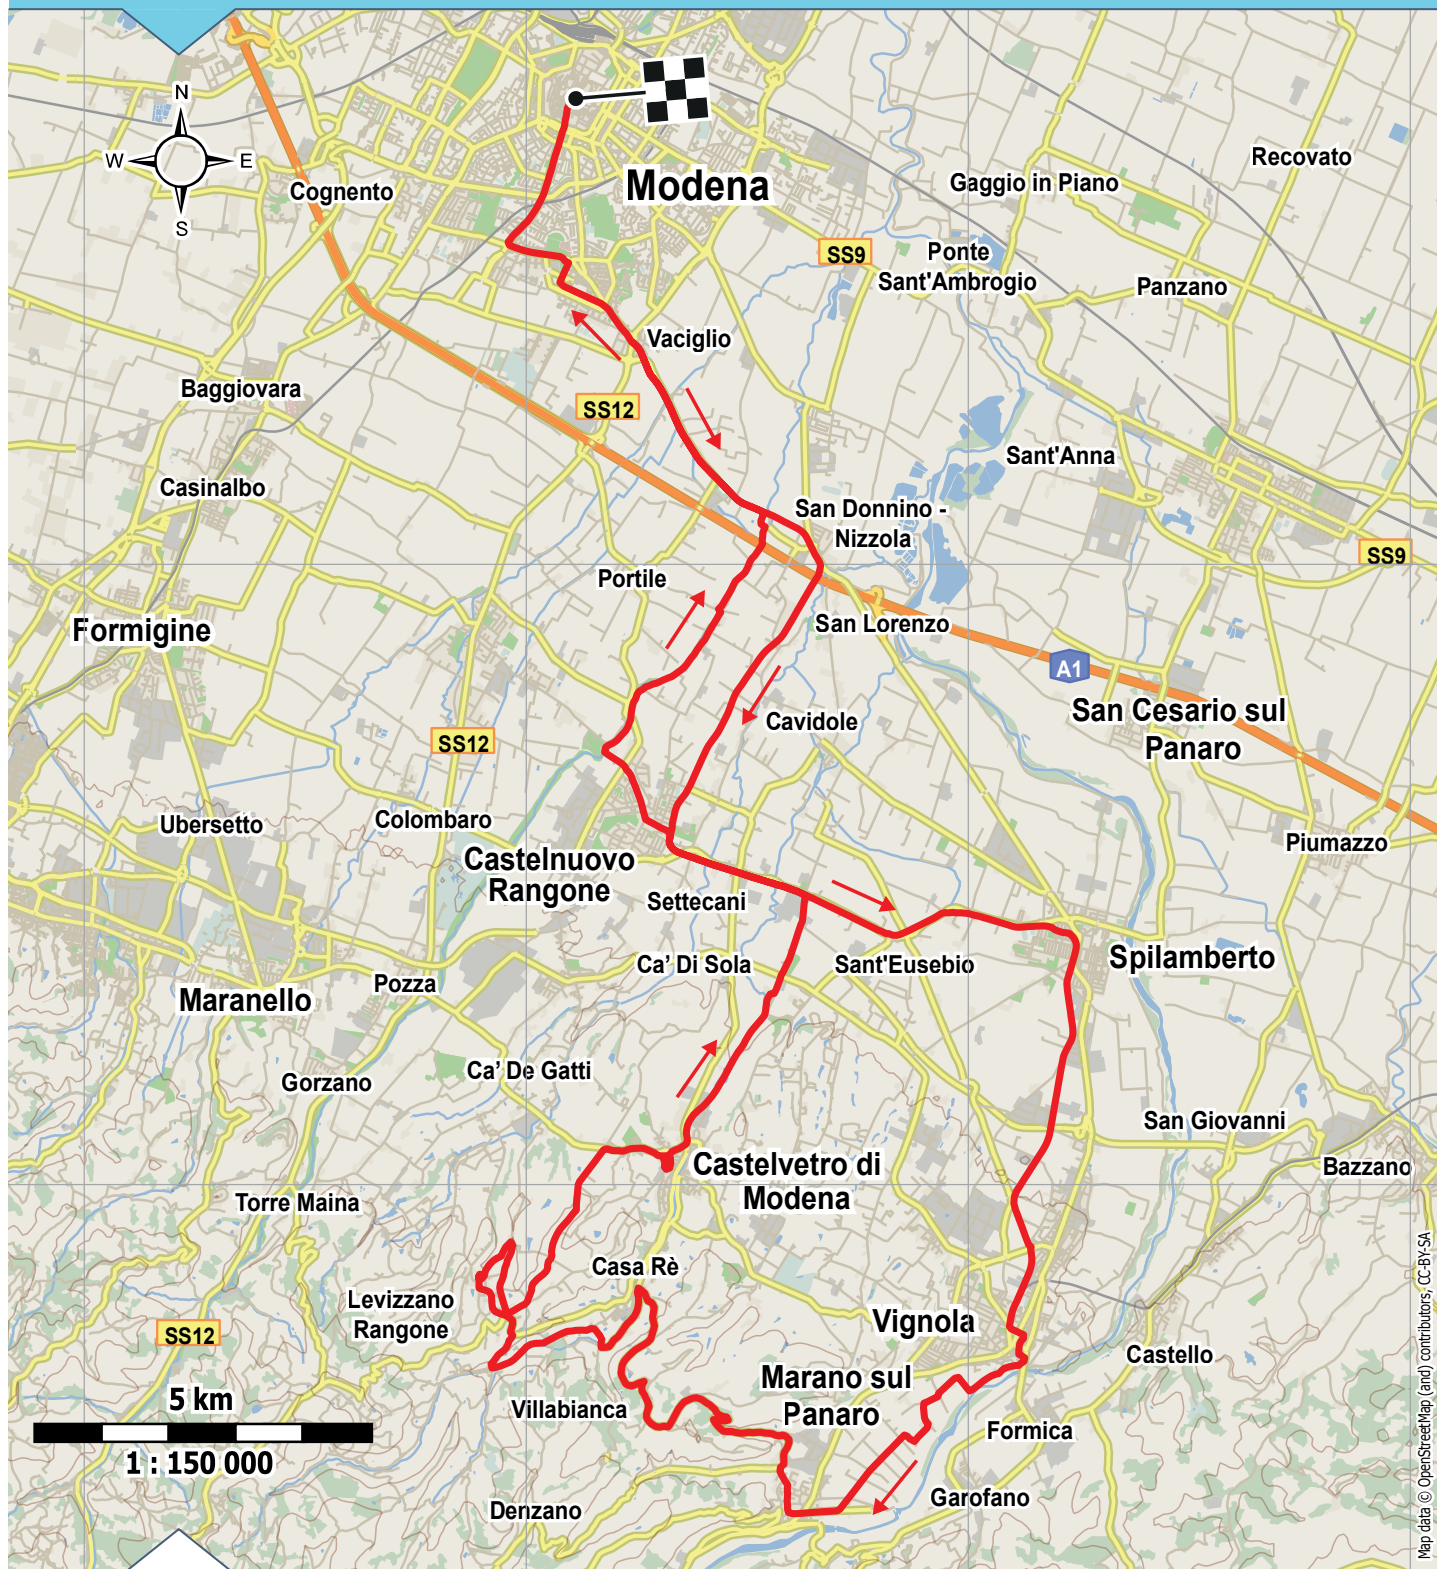 N
W
E
S
Cognento
Modena
Recovato
Gaggio in Piano
SS9
Ponte
Sant'Ambrogio
Panzano
Vaciglio
Baggiovara
SS12
Sant'Anna
Casinalbo
San Donnino -
Nizzola
SS9
Portile
Formigine
San Lorenzo
A1
San Cesario sul
Panaro
Cavidole
SS12
Ubersetto
Colombaro
Piumazzo
Castelnuovo
Rangone
Settecani
Ca' Di Sola
Sant'Eusebio
Spilamberto
Pozza
Maranello
Ca' De Gatti
Gorzano
San Giovanni
Castelvetro di
Modena
Bazzano
Torre Maina
Casa Rè
Levizzano
Rangone
SS12
Vignola
Castello
Marano sul
Panaro
Villabianca
Formica
5 km
1 : 150 000
Denzano
Garofano
Map data © OpenStreetMap (and) contributors, CC-BY-SA